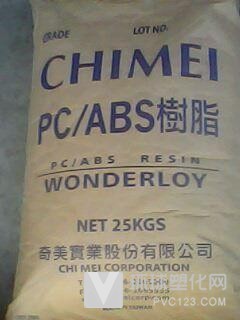 GRADE LOT NO:
CHIMEI
PC/ABS樹脂
PC/ABS RESIN
WONDERLOY
NET 25KGS
奇美實業股份有限公司
CHI MEI CORPORATION
TAIWAN
PVC123.COM